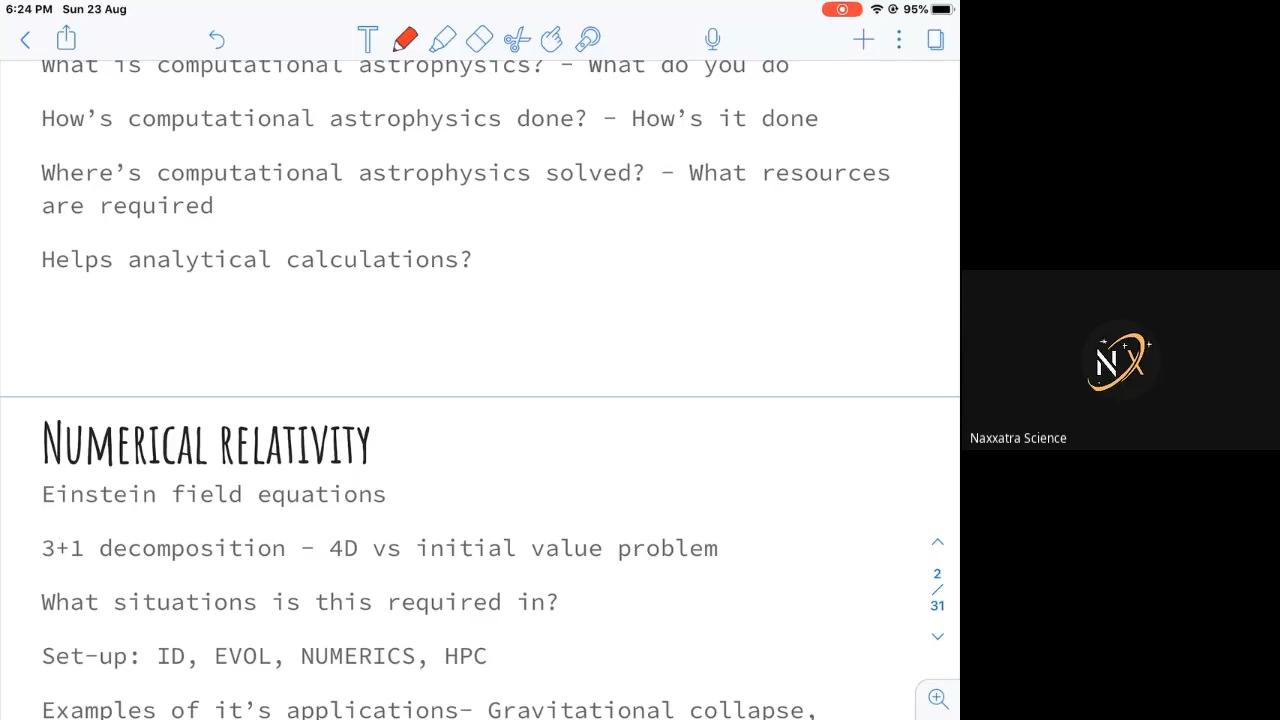 6:24 PM Sun 23 Aug
95%
What is computational astrophysics? - What do you do
How’s computational astrophysics done? - How’s it done
Where’s computational astrophysics solved? - What resources
are required
Helps analytical calculations?
NUMERICAL RELATIVITY
Einstein field equations
3+1 decomposition - 4D vs initial value problem
What situations is this required in?
Set-up: ID, EVOL, NUMERICS, HPC
Examples of it’s applications- Gravitational collapse,
2
/
31
NX
Naxxatra Science